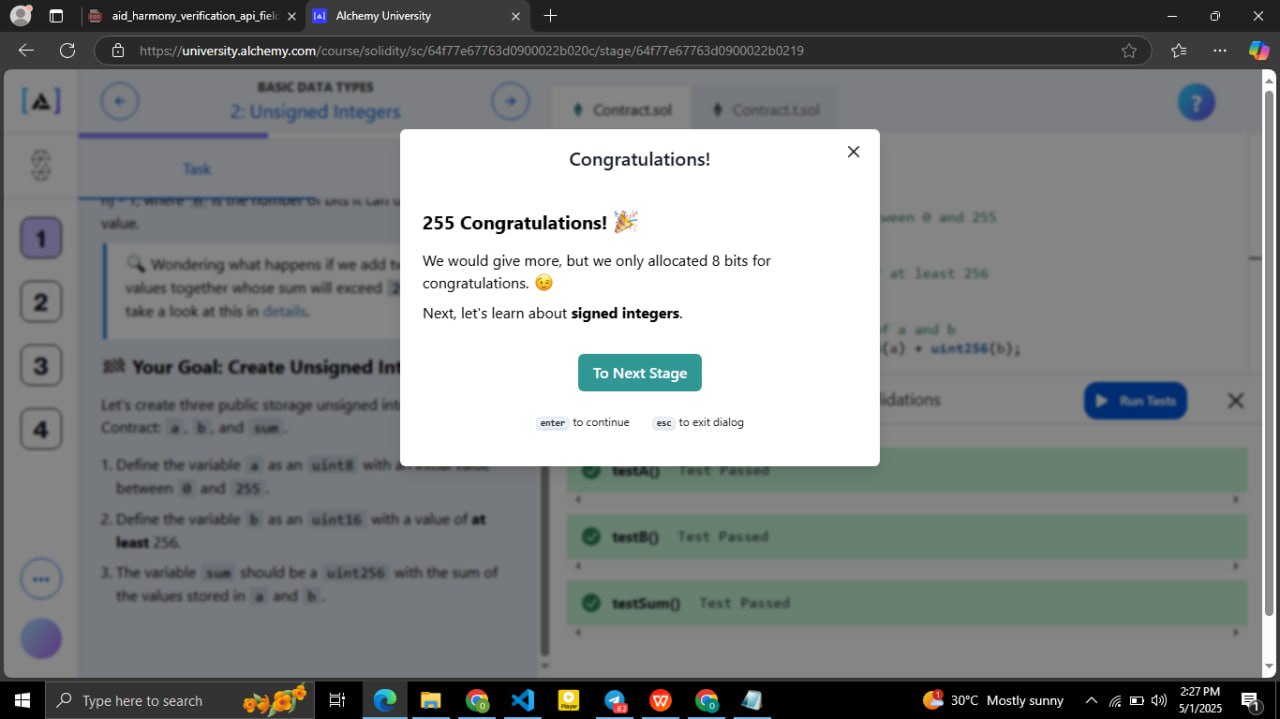 aid_harmony_verification_api_fiel
Alchemy University
https://university.alchemy.com/course/solidity/sc/64f77e67763d0900022b020c/stage/64f77e67763d0900022b0219
BASIC DATA TYPES
2: Unsigned Integers
Contract.sol
Contract.t.sol
?
Task
value.
Wondering what happens if we add
values together whose sum will exceed
take a look at this in details.
Your Goal: Create Unsigned
Let's create three public storage unsigned
Contract: a, b, and sum.
1. Define the variable a as an uint8 with an initial value
between 0 and 255.
2. Define the variable b as an uint16 with a value of at
least 256.
3. The variable sum should be a uint256 with the sum of
the values stored in a and b.
1
2
3
4
Congratulations!
255 Congratulations! 🎉
We would give more, but we only allocated 8 bits for
congratulations. 😉
Next, let's learn about signed integers.
To Next Stage
enter to continue esc to exit dialog
0 and 255
at least 256
of a and b
(a) + uint256(b);
Run Tests
testA() Test Passed
testB() Test Passed
testSum() Test Passed
Type here to search
Player
62
1
30°C Mostly sunny
2:27 PM
5/1/2025
1